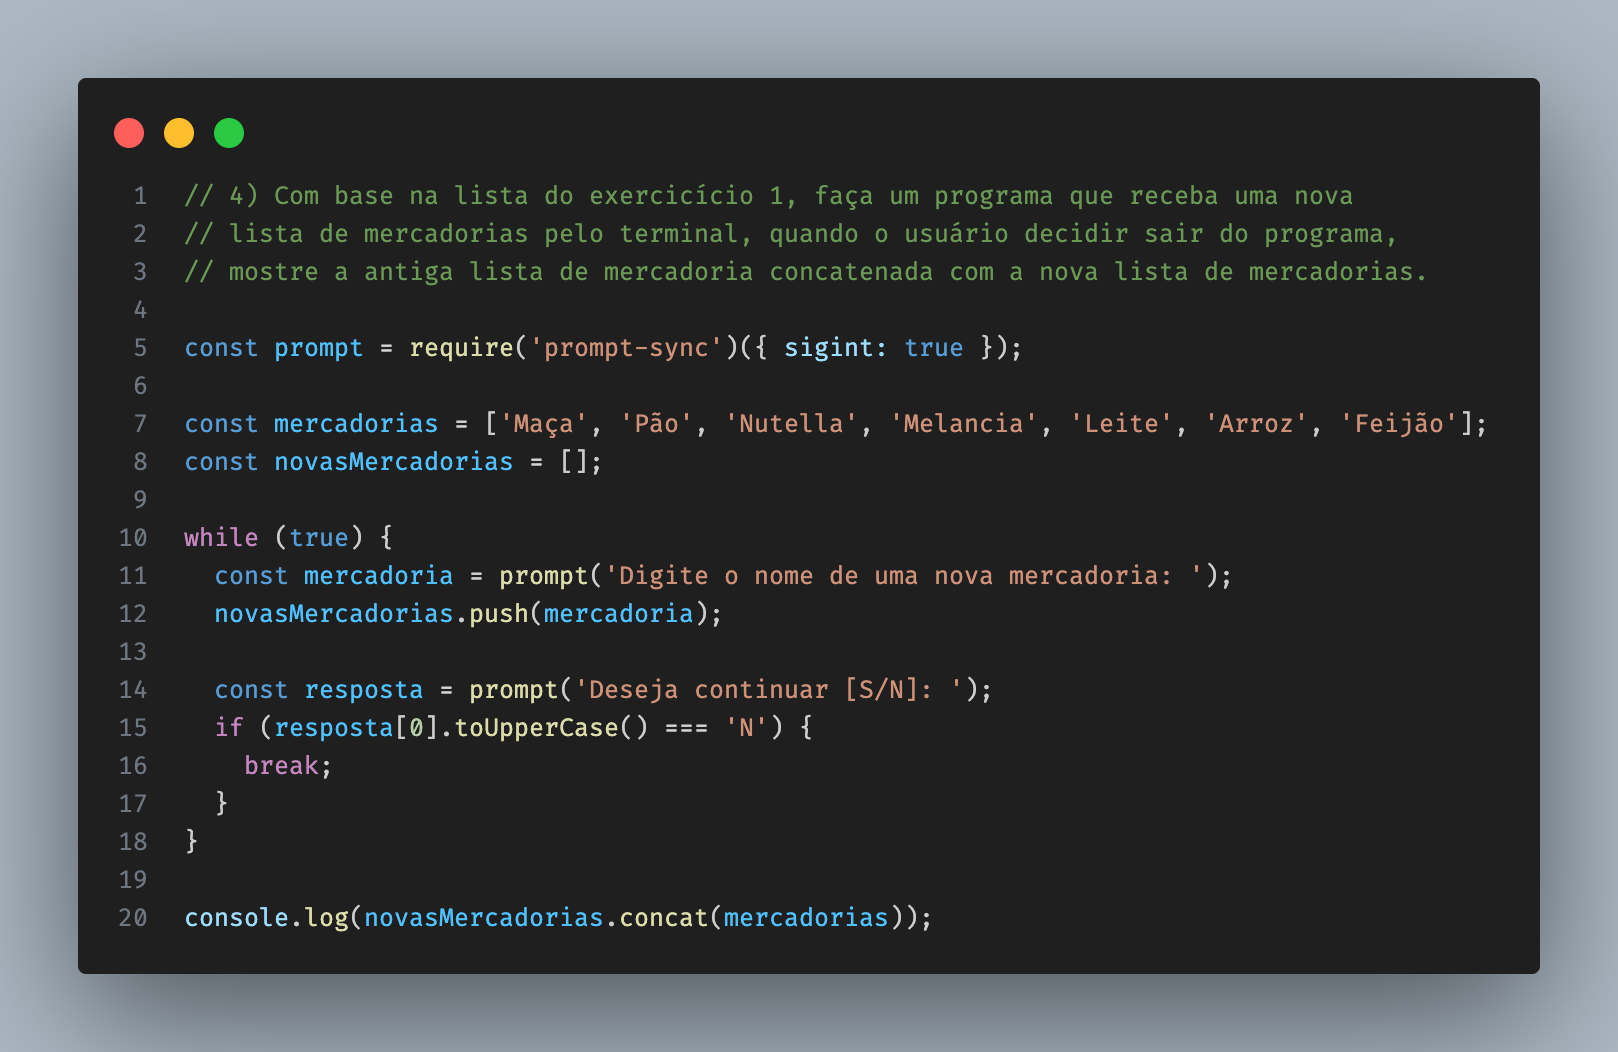 1 // 4) Com base na lista do exercicício 1, faça um programa que receba uma nova
2 // lista de mercadorias pelo terminal, quando o usuário decidir sair do programa,
3 // mostre a antiga lista de mercadoria concatenada com a nova lista de mercadorias.
4
5 const prompt = require('prompt-sync')({ sigint: true });
6
7 const mercadorias = ['Maça', 'Pão', 'Nutella', 'Melancia', 'Leite', 'Arroz', 'Feijão'];
8 const novasMercadorias = [];
9
10 while (true) {
11   const mercadoria = prompt('Digite o nome de uma nova mercadoria: ');
12   novasMercadorias.push(mercadoria);
13
14   const resposta = prompt('Deseja continuar [S/N]: ');
15   if (resposta[0].toUpperCase() === 'N') {
16     break;
17   }
18 }
19
20 console.log(novasMercadorias.concat(mercadorias));